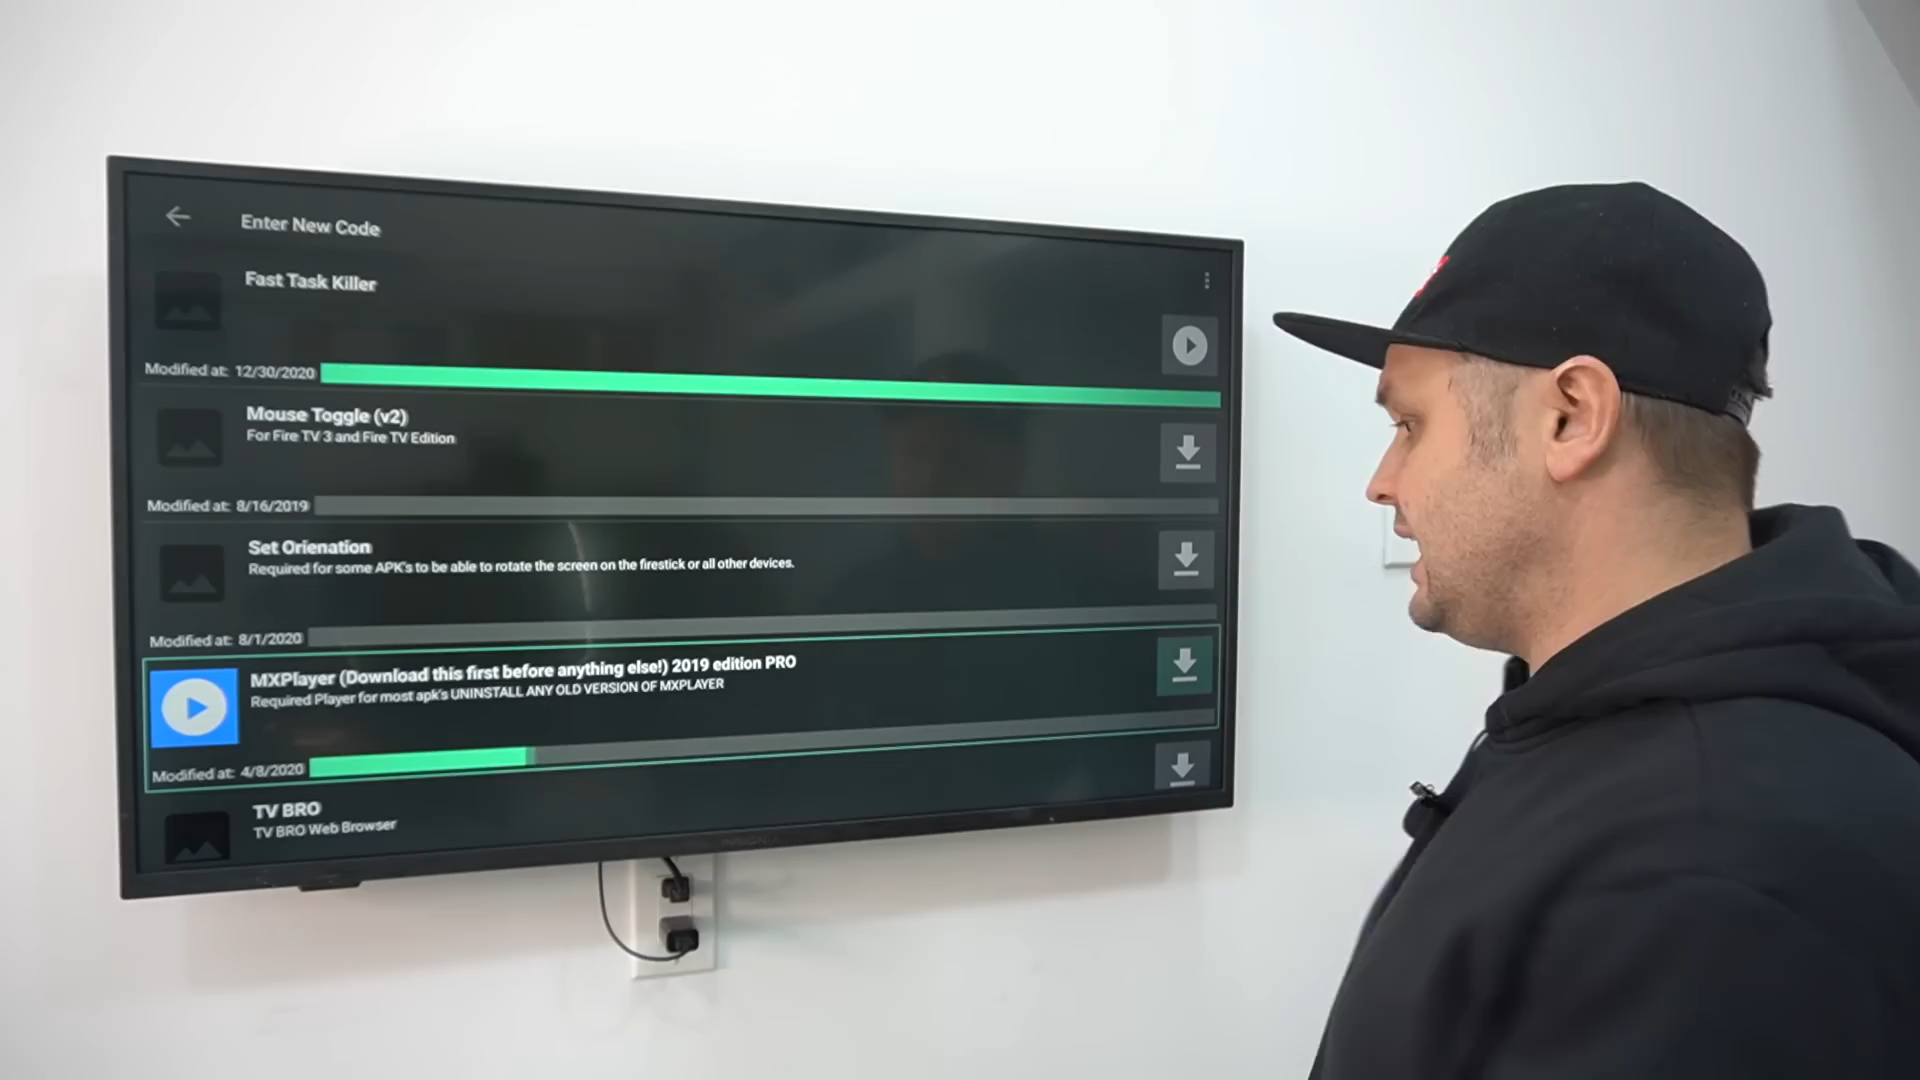 Enter New Code
Fast Task Killer
Modified at: 12/30/2020
Mouse Toggle (v2)
For Fire TV 3 and Fire TV Edition
Modified at: 8/16/2019
Set Orienation
Required for some APK's to be able to rotate the screen on the firestick or all other devices.
Modified at: 8/1/2020
MXPlayer (Download this first before anything else!) 2019 edition PRO
Required Player for most apk's UNINSTALL ANY OLD VERSION OF MXPLAYER
Modified at: 4/8/2020
TV BRO
TV BRO Web Browser
INSIGNIA